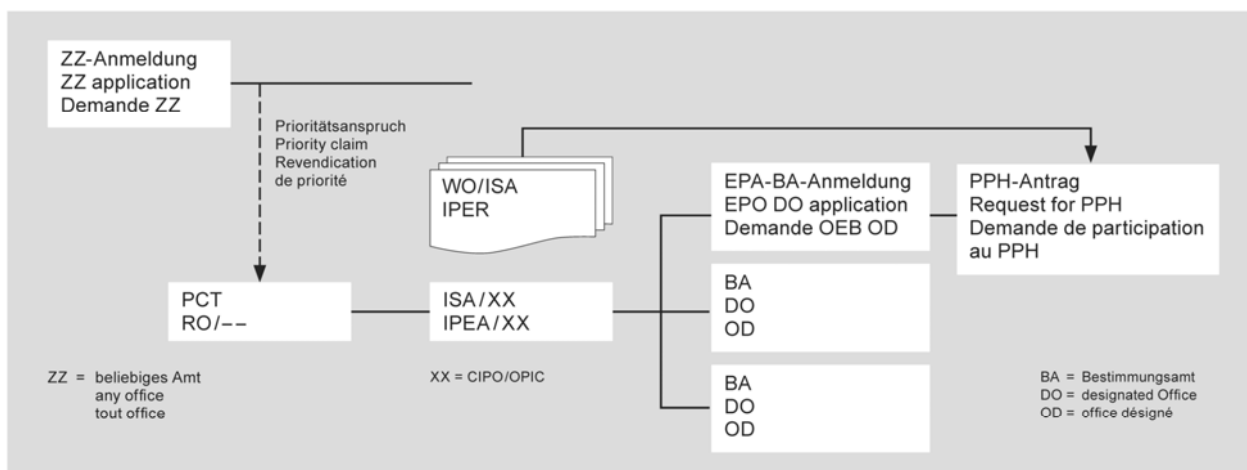 ZZ-Anmeldung
ZZ application
Demande ZZ
Prioritätsanspruch
Priority claim
Revendication
de priorité
WO/ISA
IPER
EPA-BA-Anmeldung
EPO DO application
Demande OEB OD
PPH-Antrag
Request for PPH
Demande de participation
au PPH
PCT
RO/– –
ISA/XX
IPEA/XX
BA
DO
OD
BA
DO
OD
ZZ = beliebiges Amt
any office
tout office
XX = CIPO/OPIC
BA = Bestimmungsamt
DO = designated Office
OD = office désigné